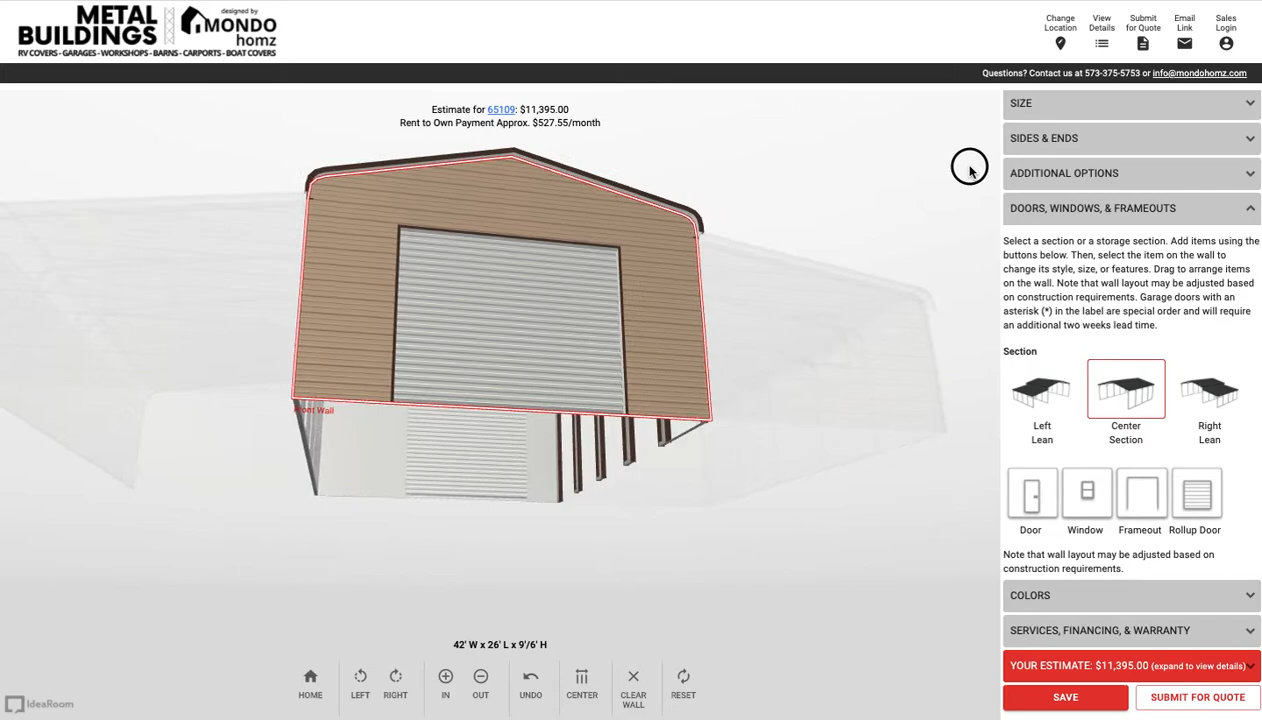 METAL
BUILDINGS
designed by
MONDO
homz
RV COVERS - GARAGES - WORKSHOPS - BARNS - CARPORTS - BOAT COVERS
Change
Location
View
Details
Submit
for Quote
Email
Link
Sales
Login
Questions? Contact us at 573-375-5753 or info@mondohomz.com
Estimate for 65109: $11,395.00
Rent to Own Payment Approx. $527.55/month
Front Wall
42' W x 26' L x 9'/6' H
HOME
LEFT
RIGHT
IN
OUT
UNDO
CENTER
CLEAR
WALL
RESET
IdeaRoom
SIZE
SIDES & ENDS
ADDITIONAL OPTIONS
DOORS, WINDOWS, & FRAMEOUTS
Select a section or a storage section. Add items using the
buttons below. Then, select the item on the wall to
change its style, size, or features. Drag to arrange items
on the wall. Note that wall layout may be adjusted based
on construction requirements. Garage doors with an
asterisk (*) in the label are special order and will require
an additional two weeks lead time.
Section
Left
Lean
Center
Section
Right
Lean
Door
Window
Frameout
Rollup Door
Note that wall layout may be adjusted based on
construction requirements.
COLORS
SERVICES, FINANCING, & WARRANTY
YOUR ESTIMATE: $11,395.00 (expand to view details)
SAVE
SUBMIT FOR QUOTE